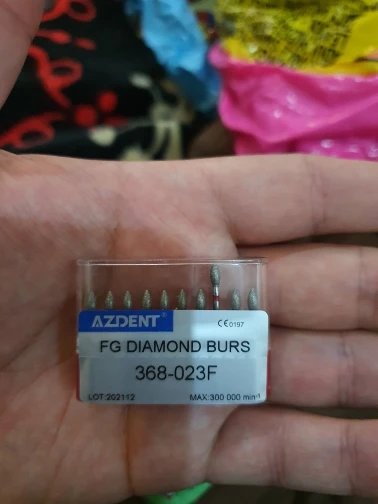 AZDENT® CE0197
FG DIAMOND BURS
368-023F
LOT:202112 MAX:300 000 min-1